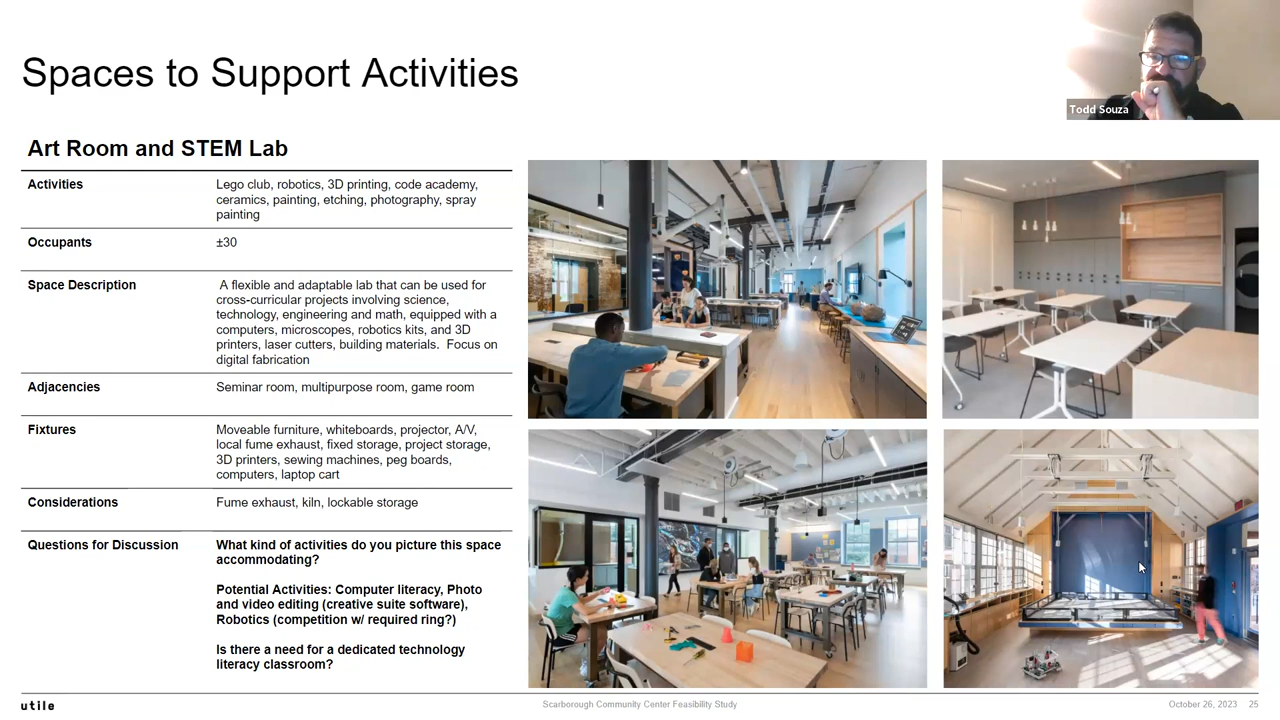 Spaces to Support Activities
Todd Souza
Art Room and STEM Lab
Activities
Lego club, robotics, 3D printing, code academy,
ceramics, painting, etching, photography, spray
painting
Occupants
±30
Space Description
A flexible and adaptable lab that can be used for
cross-curricular projects involving science,
technology, engineering and math, equipped with a
computers, microscopes, robotics kits, and 3D
printers, laser cutters, building materials. Focus on
digital fabrication
Adjacencies
Seminar room, multipurpose room, game room
Fixtures
Moveable furniture, whiteboards, projector, A/V,
local fume exhaust, fixed storage, project storage,
3D printers, sewing machines, peg boards,
computers, laptop cart
Considerations
Fume exhaust, kiln, lockable storage
Questions for Discussion
What kind of activities do you picture this space
accommodating?
Potential Activities: Computer literacy, Photo
and video editing (creative suite software),
Robotics (competition w/ required ring?)
Is there a need for a dedicated technology
literacy classroom?
utile
Scarborough Community Center Feasibility Study
October 26, 2023 25